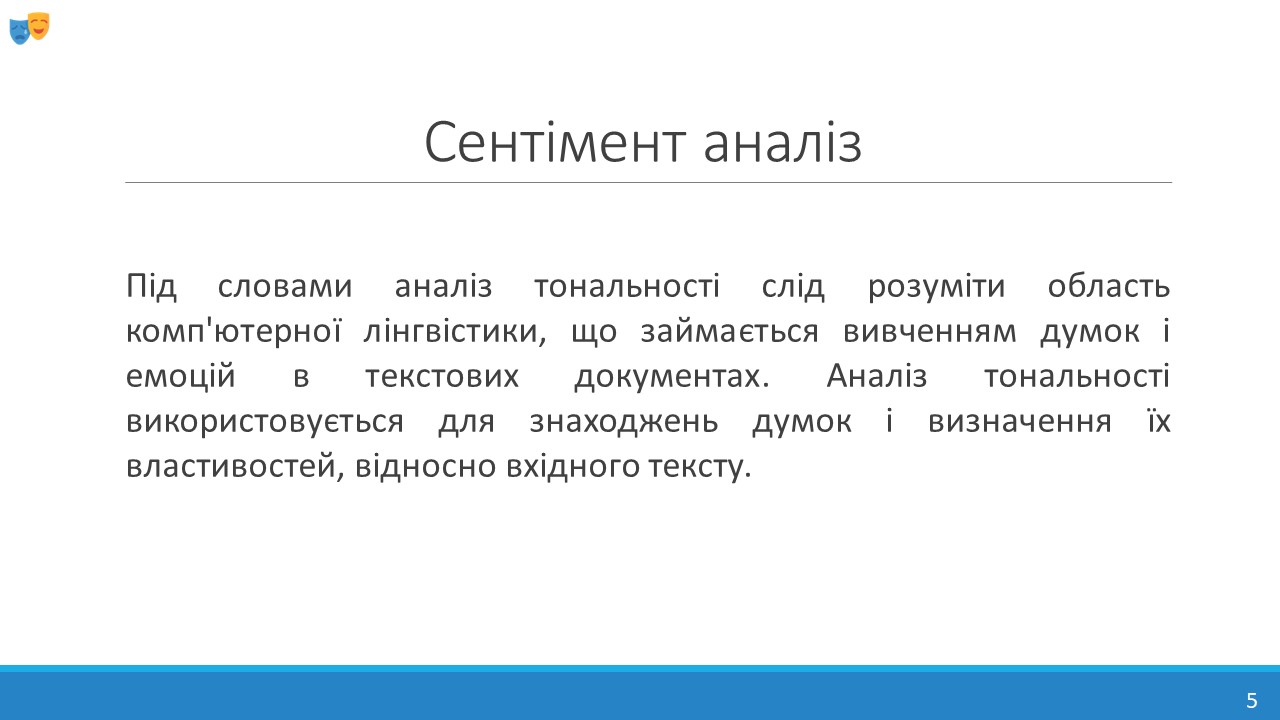 Сентімент аналіз
Під словами аналіз тональності слід розуміти область
комп'ютерної лінгвістики, що займається вивченням думок і
емоцій в текстових документах. Аналіз тональності
використовується для знаходжень думок і визначення їх
властивостей, відносно вхідного тексту.
5